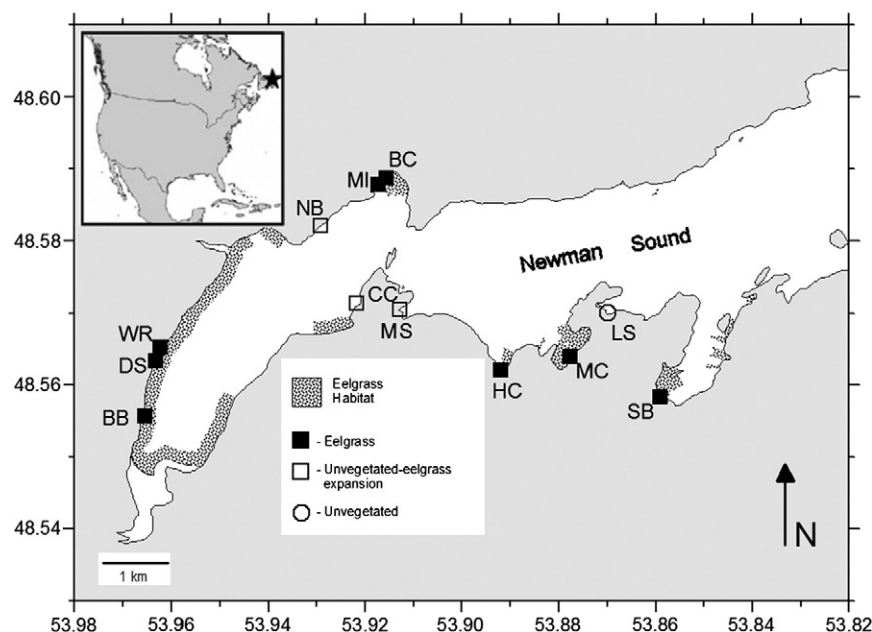 48.60
48.58
48.56
48.54
BC
MI
NB
Newman Sound
CC
MS
LS
WR
DS
BB
HC
MC
SB
Eelgrass
Habitat
- Eelgrass
- Unvegetated-eelgrass
expansion
- Unvegetated
N
1 km
53.98 53.96 53.94 53.92 53.90 53.88 53.86 53.84 53.82